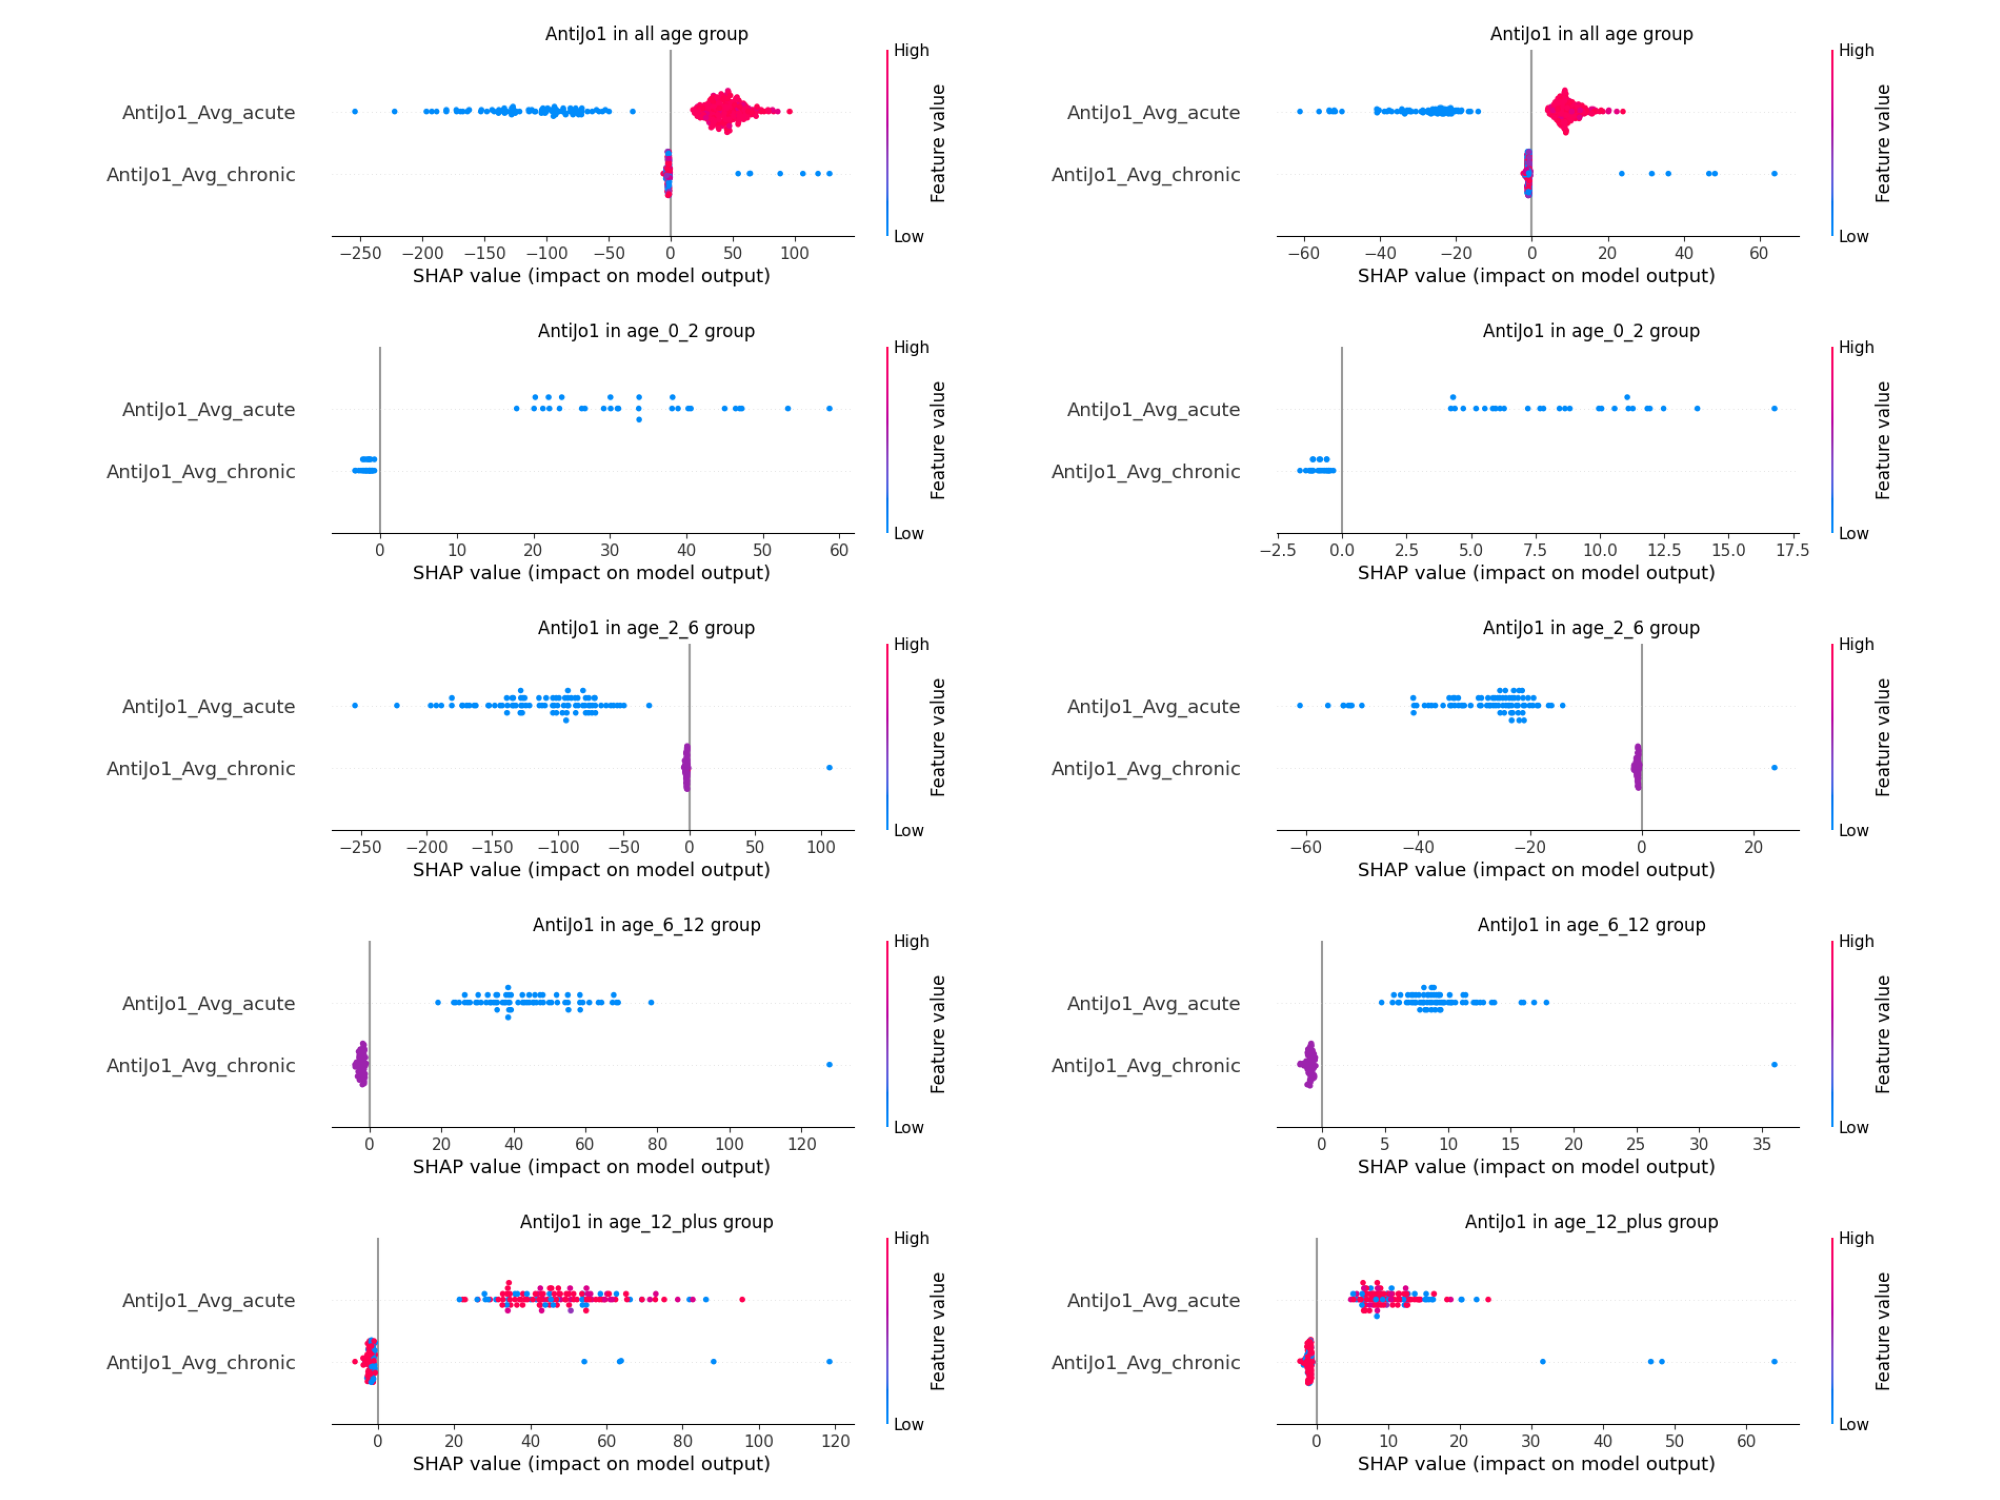 AntiJo1 in all age group
High
AntiJo1_Avg_acute
AntiJo1_Avg_chronic
Feature value
Low
−250 −200 −150 −100 −50 0 50 100
SHAP value (impact on model output)
AntiJo1 in all age group
High
AntiJo1_Avg_acute
AntiJo1_Avg_chronic
Feature value
Low
−60 −40 −20 0 20 40 60
SHAP value (impact on model output)
AntiJo1 in age_0_2 group
High
AntiJo1_Avg_acute
AntiJo1_Avg_chronic
Feature value
Low
0 10 20 30 40 50 60
SHAP value (impact on model output)
AntiJo1 in age_0_2 group
High
AntiJo1_Avg_acute
AntiJo1_Avg_chronic
Feature value
Low
−2.5 0.0 2.5 5.0 7.5 10.0 12.5 15.0 17.5
SHAP value (impact on model output)
AntiJo1 in age_2_6 group
High
AntiJo1_Avg_acute
AntiJo1_Avg_chronic
Feature value
Low
−250 −200 −150 −100 −50 0 50 100
SHAP value (impact on model output)
AntiJo1 in age_2_6 group
High
AntiJo1_Avg_acute
AntiJo1_Avg_chronic
Feature value
Low
−60 −40 −20 0 20
SHAP value (impact on model output)
AntiJo1 in age_6_12 group
High
AntiJo1_Avg_acute
AntiJo1_Avg_chronic
Feature value
Low
0 20 40 60 80 100 120
SHAP value (impact on model output)
AntiJo1 in age_6_12 group
High
AntiJo1_Avg_acute
AntiJo1_Avg_chronic
Feature value
Low
0 5 10 15 20 25 30 35
SHAP value (impact on model output)
AntiJo1 in age_12_plus group
High
AntiJo1_Avg_acute
AntiJo1_Avg_chronic
Feature value
Low
0 20 40 60 80 100 120
SHAP value (impact on model output)
AntiJo1 in age_12_plus group
High
AntiJo1_Avg_acute
AntiJo1_Avg_chronic
Feature value
Low
0 10 20 30 40 50 60
SHAP value (impact on model output)